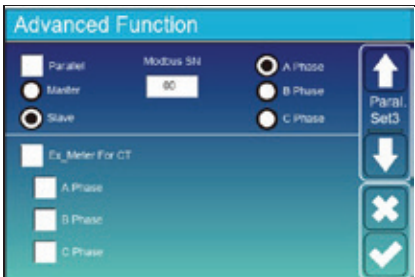 Advanced Function
Parallel
Modbus SN
A Phase
Master
00
B Phase
Slave
C Phase
Paral.
Set3
Ex_Meter For CT
A Phase
B Phase
C Phase